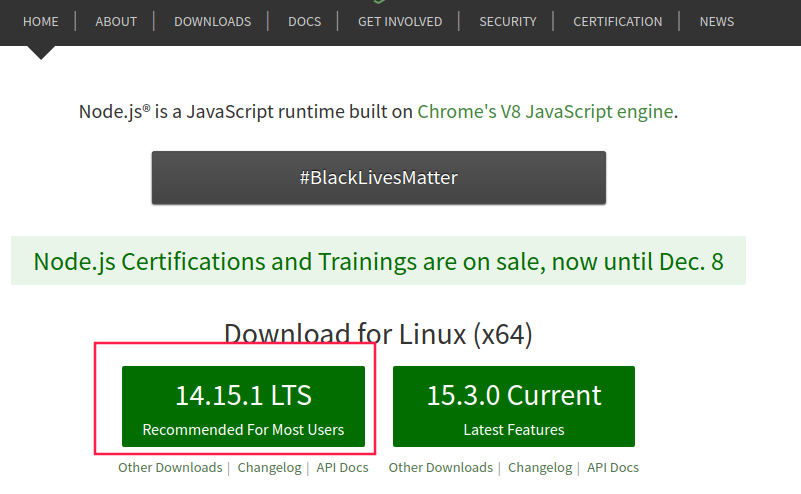 HOME | ABOUT | DOWNLOADS | DOCS | GET INVOLVED | SECURITY | CERTIFICATION | NEWS
Node.js® is a JavaScript runtime built on Chrome's V8 JavaScript engine.
#BlackLivesMatter
Node.js Certifications and Trainings are on sale, now until Dec. 8
Download for Linux (x64)
14.15.1 LTS 15.3.0 Current
Recommended For Most Users Latest Features
Other Downloads | Changelog | API Docs Other Downloads | Changelog | API Docs